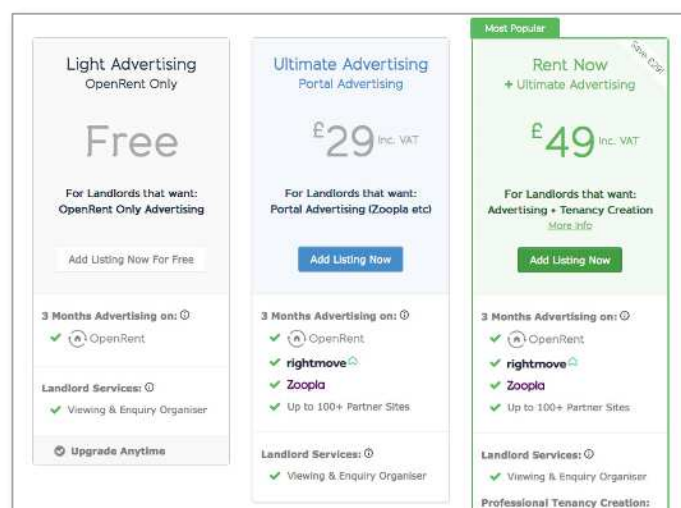 Most Popular
Light Advertising
OpenRent Only
Free
For Landlords that want:
OpenRent Only Advertising
Add Listing Now For Free
3 Months Advertising on:
OpenRent
Landlord Services:
Viewing & Enquiry Organiser
Upgrade Anytime
Ultimate Advertising
Portal Advertising
£29 Inc. VAT
For Landlords that want:
Portal Advertising (Zoopla etc)
Add Listing Now
3 Months Advertising on:
OpenRent
rightmove
Zoopla
Up to 100+ Partner Sites
Landlord Services:
Viewing & Enquiry Organiser
Save £29!
Rent Now
+ Ultimate Advertising
£49 Inc. VAT
For Landlords that want:
Advertising + Tenancy Creation
More Info
Add Listing Now
3 Months Advertising on:
OpenRent
rightmove
Zoopla
Up to 100+ Partner Sites
Landlord Services:
Viewing & Enquiry Organiser
Professional Tenancy Creation: